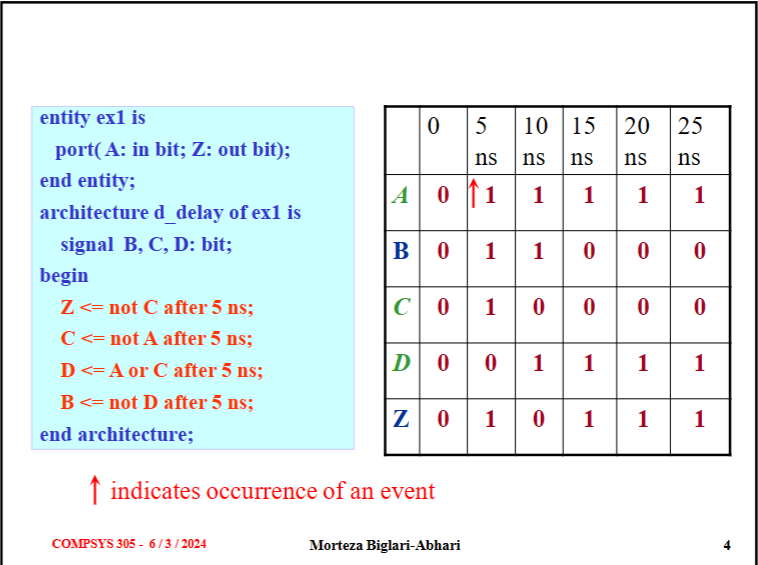 entity ex1 is
port( A: in bit; Z: out bit);
end entity;
architecture d_delay of ex1 is
signal B, C, D: bit;
begin
Z <= not C after 5 ns;
C <= not A after 5 ns;
D <= A or C after 5 ns;
B <= not D after 5 ns;
end architecture;
0 5 ns 10 ns 15 ns 20 ns 25 ns
A 0 ↑1 1 1 1 1
B 0 1 1 0 0 0
C 0 1 0 0 0 0
D 0 0 1 1 1 1
Z 0 1 0 1 1 1
↑ indicates occurrence of an event
COMPSYS 305 - 6 / 3 / 2024 Morteza Biglari-Abhari 4